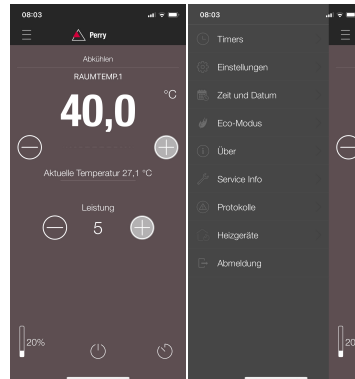 08:03
Perry
Abkühlen
RAUMTEMP.1
40,0 °C
Aktuelle Temperatur 27,1 °C
Leistung
5
20%
08:03
Timers
Einstellungen
Zeit und Datum
Eco-Modus
Über
Service Info
Protokolle
Heizgeräte
Abmeldung
20